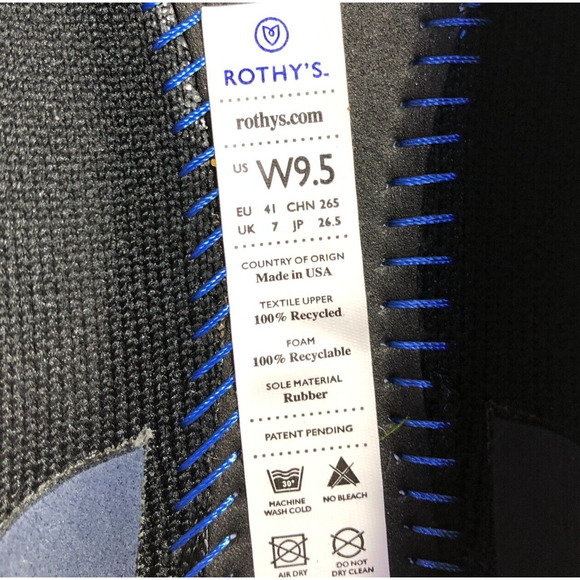 ROTHY'S™
rothys.com
US W9.5
EU 41 CHN 265
UK 7 JP 26.5
COUNTRY OF ORIGN
Made in USA
TEXTILE UPPER
100% Recycled
FOAM
100% Recyclable
SOLE MATERIAL
Rubber
PATENT PENDING
30°
MACHINE WASH COLD
NO BLEACH
AIR DRY
DO NOT DRY CLEAN